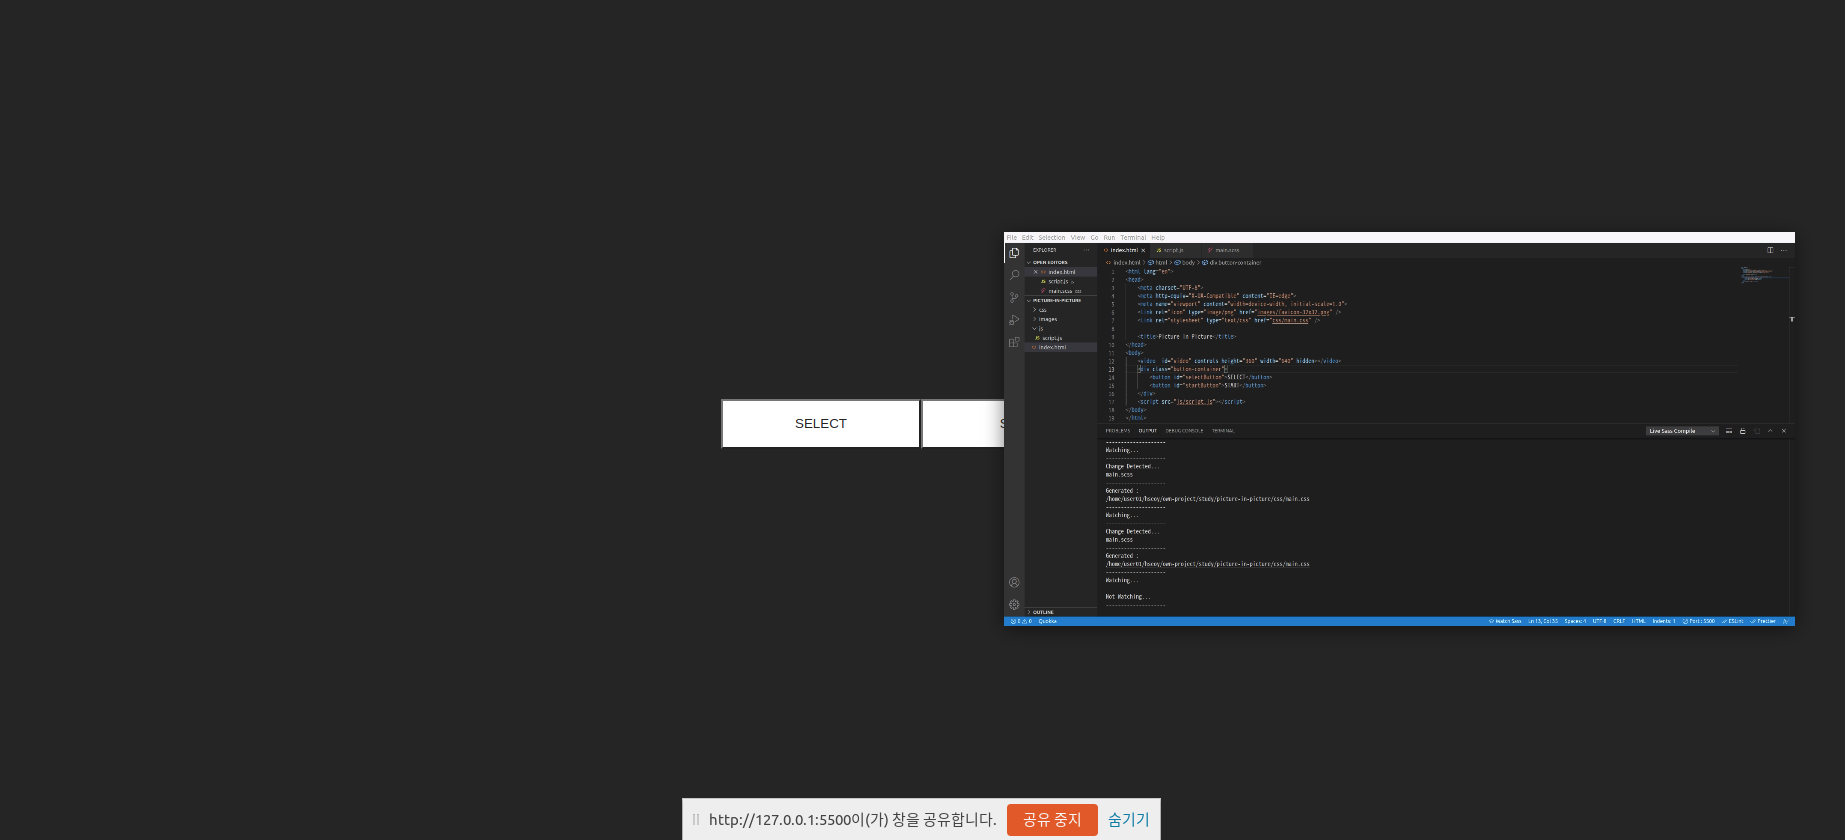 File Edit Selection View Go Run Terminal Help
EXPLORER
OPEN EDITORS
index.html
script.js js
main.scss css
PICTURE-IN-PICTURE
css
images
js
script.js
index.html
OUTLINE
index.html script.js main.scss
index.html > html > body > div.button-container
1 <html lang="en">
2 <head>
3 <meta charset="UTF-8">
4 <meta http-equiv="X-UA-Compatible" content="IE=edge">
5 <meta name="viewport" content="width=device-width, initial-scale=1.0">
6 <link rel="icon" type="image/png" href="images/favicon-32x32.png" />
7 <link rel="stylesheet" type="text/css" href="css/main.css" />
8
9 <title>Picture in Picture</title>
10 </head>
11 <body>
12 <video id="video" controls height="360" width="640" hidden></video>
13 <div class="button-container">
14 <button id="selectButton">SELECT</button>
15 <button id="startButton">START</button>
16 </div>
17 <script src="js/script.js"></script>
18 </body>
19 </html>
SELECT
S
PROBLEMS OUTPUT DEBUG CONSOLE TERMINAL
Live Sass Compile
--------------------
Watching...
--------------------
Change Detected...
main.scss
--------------------
Generated :
/home/user01/hseoy/own-project/study/picture-in-picture/css/main.css
--------------------
Watching...
--------------------
Change Detected...
main.scss
--------------------
Generated :
/home/user01/hseoy/own-project/study/picture-in-picture/css/main.css
--------------------
Watching...
Not Watching...
--------------------
0 0 Quokka
Watch Sass Ln 13, Col 33 Spaces: 4 UTF-8 CRLF HTML Indents: 1 Port : 5500 ESLint Prettier
http://127.0.0.1:5500이(가) 창을 공유합니다. 공유 중지 숨기기